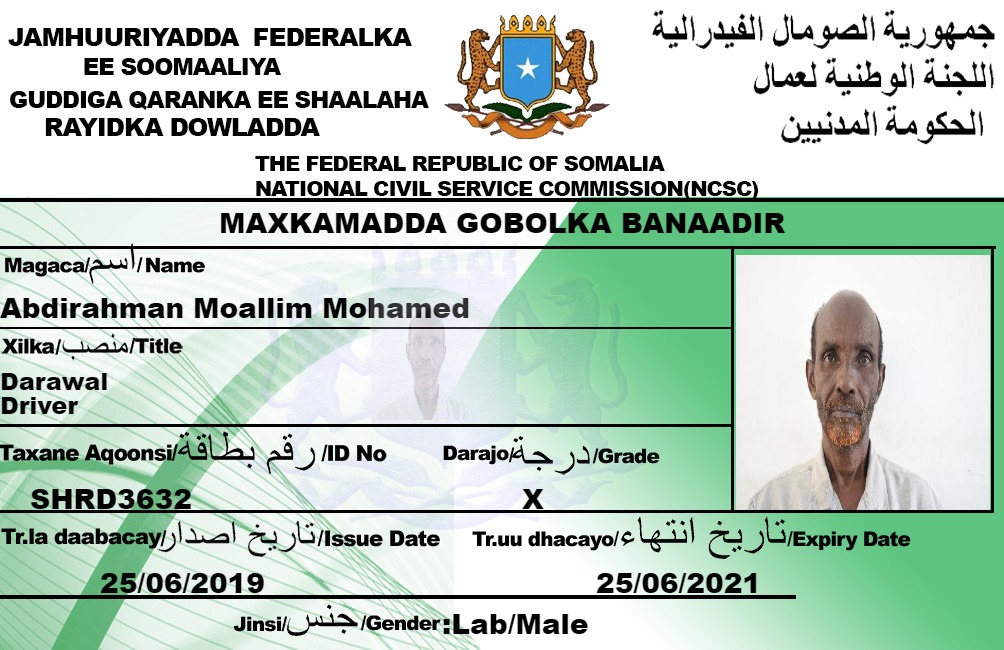 JAMHUURIYADDA FEDERALKA
EE SOOMAALIYA
GUDDIGA QARANKA EE SHAALAHA
RAYIDKA DOWLADDA
جمهورية الصومال الفيدرالية
اللجنة الوطنية لعمال
الحكومة المدنيين
THE FEDERAL REPUBLIC OF SOMALIA
NATIONAL CIVIL SERVICE COMMISSION(NCSC)
MAXKAMADDA GOBOLKA BANAADIR
Magaca/اسم/Name
Abdirahman Moallim Mohamed
Xilka/منصب/Title
Darawal
Driver
Taxane Aqoonsi/رقم بطاقة/ID No
Darajo/درجة/Grade
SHRD3632
X
Tr.la daabacay/تاريخ اصدار/Issue Date
Tr.uu dhacayo/تاريخ انتهاء/Expiry Date
25/06/2019
25/06/2021
Jinsi/جنس/Gender:Lab/Male